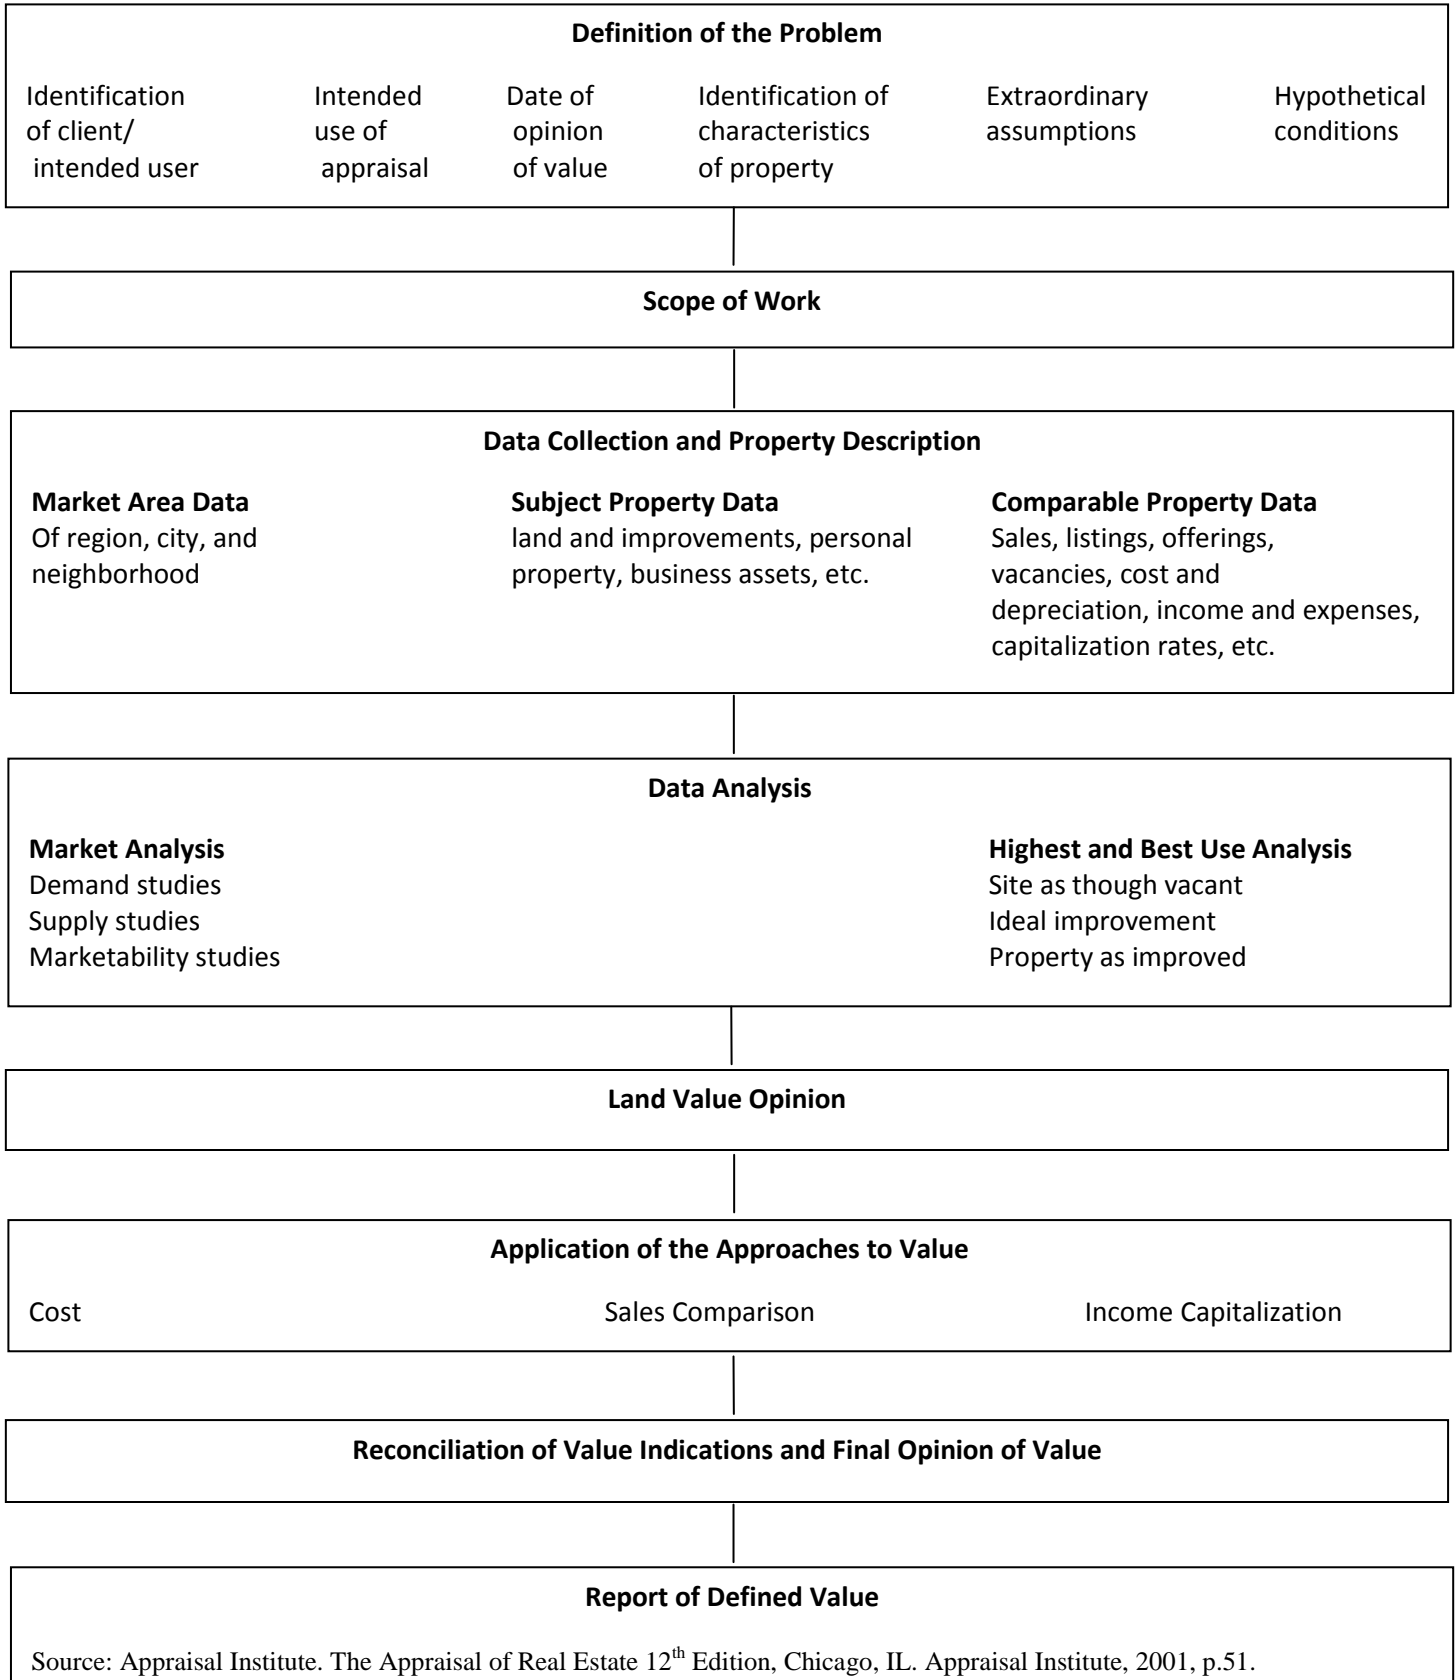 Definition of the Problem
Identification of client/ intended user
Intended use of appraisal
Date of opinion of value
Identification of characteristics of property
Extraordinary assumptions
Hypothetical conditions
Scope of Work
Data Collection and Property Description
Market Area Data
Of region, city, and
neighborhood
Subject Property Data
land and improvements, personal
property, business assets, etc.
Comparable Property Data
Sales, listings, offerings,
vacancies, cost and
depreciation, income and expenses,
capitalization rates, etc.
Data Analysis
Market Analysis
Demand studies
Supply studies
Marketability studies
Highest and Best Use Analysis
Site as though vacant
Ideal improvement
Property as improved
Land Value Opinion
Application of the Approaches to Value
Cost
Sales Comparison
Income Capitalization
Reconciliation of Value Indications and Final Opinion of Value
Report of Defined Value
Source: Appraisal Institute. The Appraisal of Real Estate 12th Edition, Chicago, IL. Appraisal Institute, 2001, p.51.